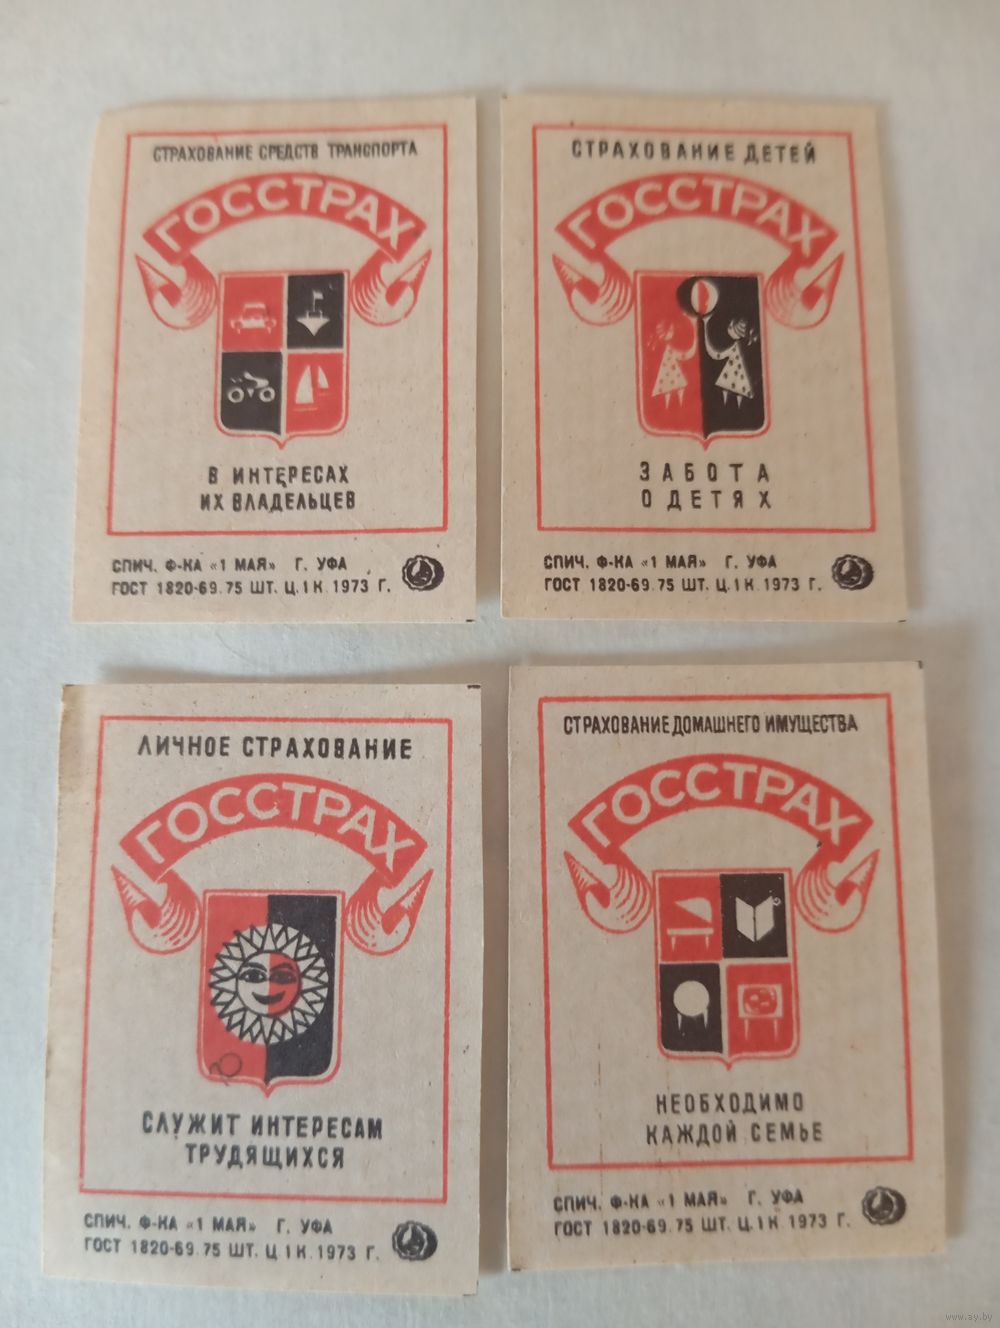 СТРАХОВАНИЕ СРЕДСТВ ТРАНСПОРТА
ГОССТРАХ
В ИНТЕРЕСАХ
ИХ ВЛАДЕЛЬЦЕВ
СПИЧ. Ф-КА «1 МАЯ» Г. УФА
ГОСТ 1820-69. 75 ШТ. Ц. 1 К. 1973 Г.
СТРАХОВАНИЕ ДЕТЕЙ
ГОССТРАХ
ЗАБОТА
О ДЕТЯХ
СПИЧ. Ф-КА «1 МАЯ» Г. УФА
ГОСТ 1820-69. 75 ШТ. Ц. 1 К. 1973 Г.
ЛИЧНОЕ СТРАХОВАНИЕ
ГОССТРАХ
СЛУЖИТ ИНТЕРЕСАМ
ТРУДЯЩИХСЯ
СПИЧ. Ф-КА «1 МАЯ» Г. УФА
ГОСТ 1820-69. 75 ШТ. Ц 1 К. 1973 Г.
СТРАХОВАНИЕ ДОМАШНЕГО ИМУЩЕСТВА
ГОССТРАХ
НЕОБХОДИМО
КАЖДОЙ СЕМЬЕ
СПИЧ. Ф-КА «1 МАЯ» Г. УФА
ГОСТ 1820-69. 75 ШТ. Ц. 1 К. 1973 Г.
www.ay.by